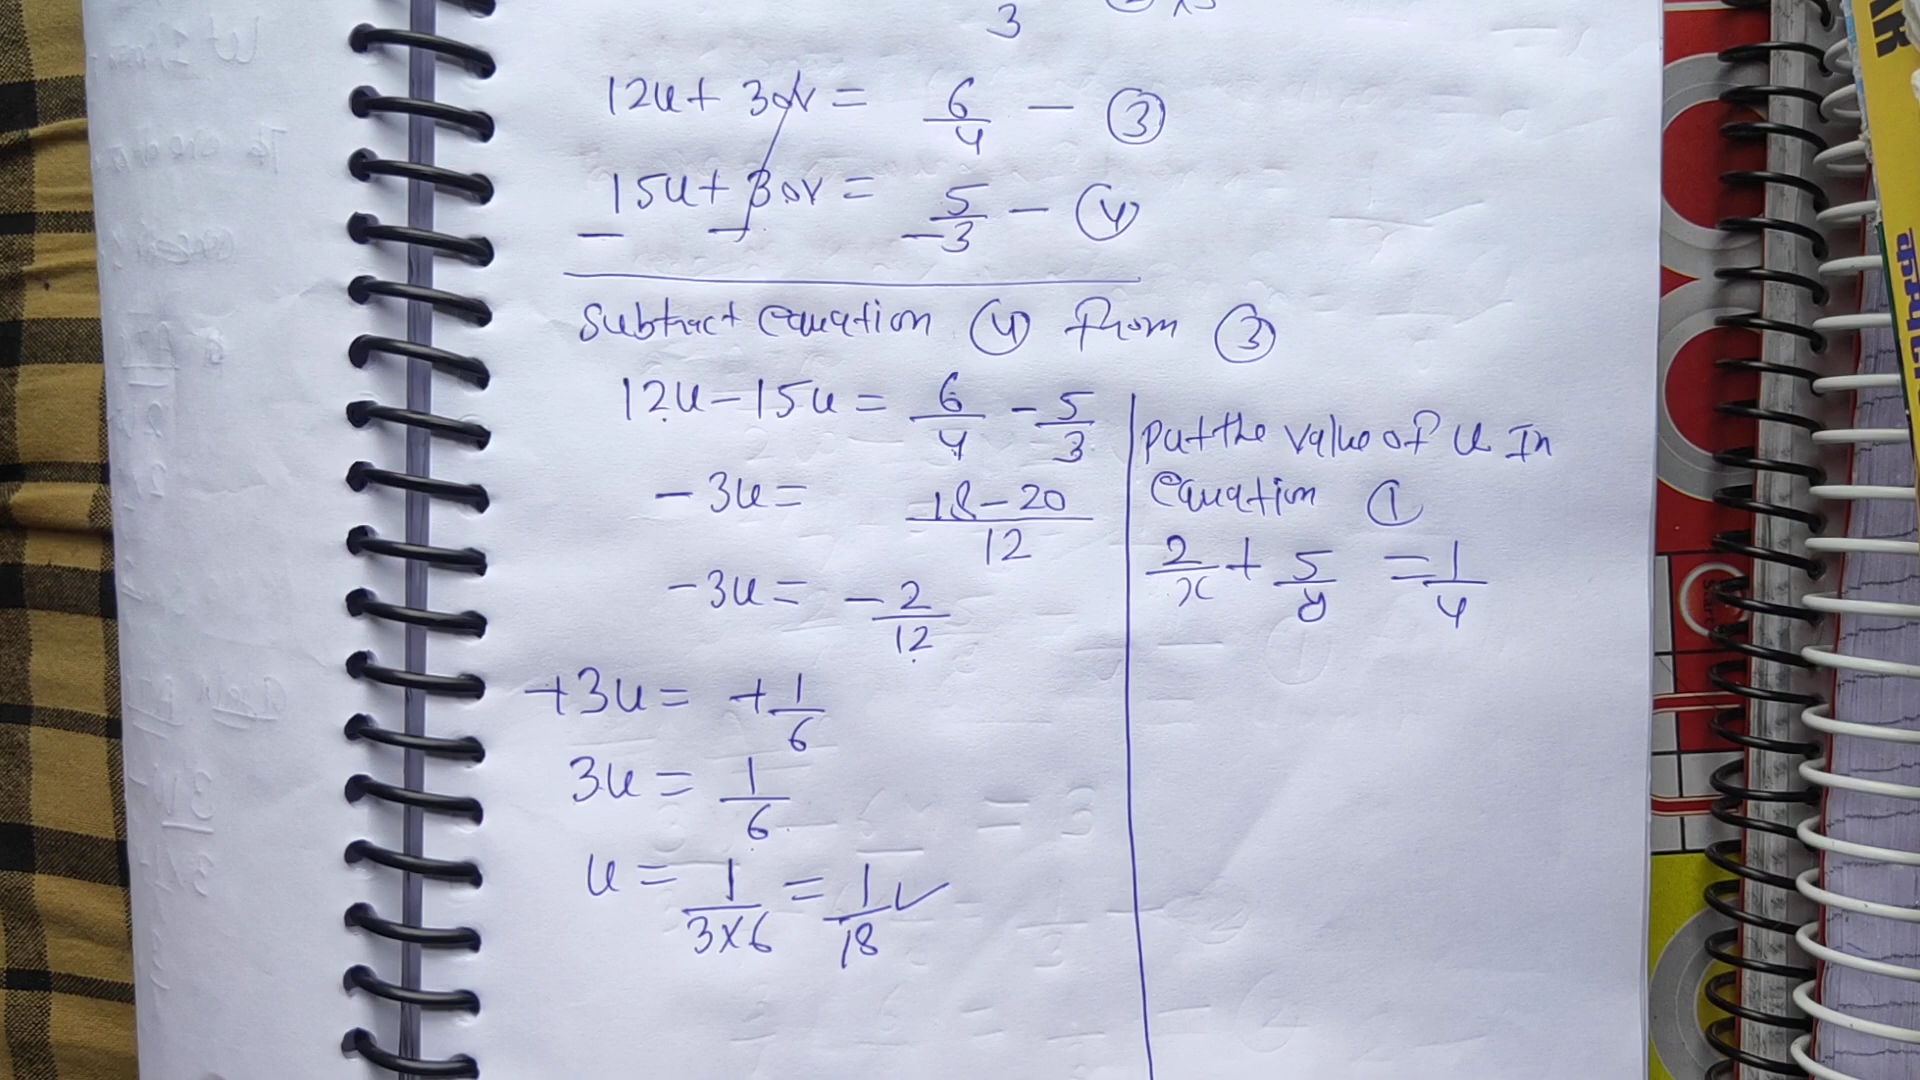 3 ② ×5
12u + 30v = 6/4 - ③
15u + 30v = 5/3 - ④
- - -
Subtract equation ④ from ③
12u - 15u = 6/4 - 5/3
-3u = 18-20/12
-3u = -2/12
+3u = +1/6
3u = 1/6
u = 1/3×6 = 1/18 ✓
put the value of u In
equation ①
2/x + 5/y = 1/4